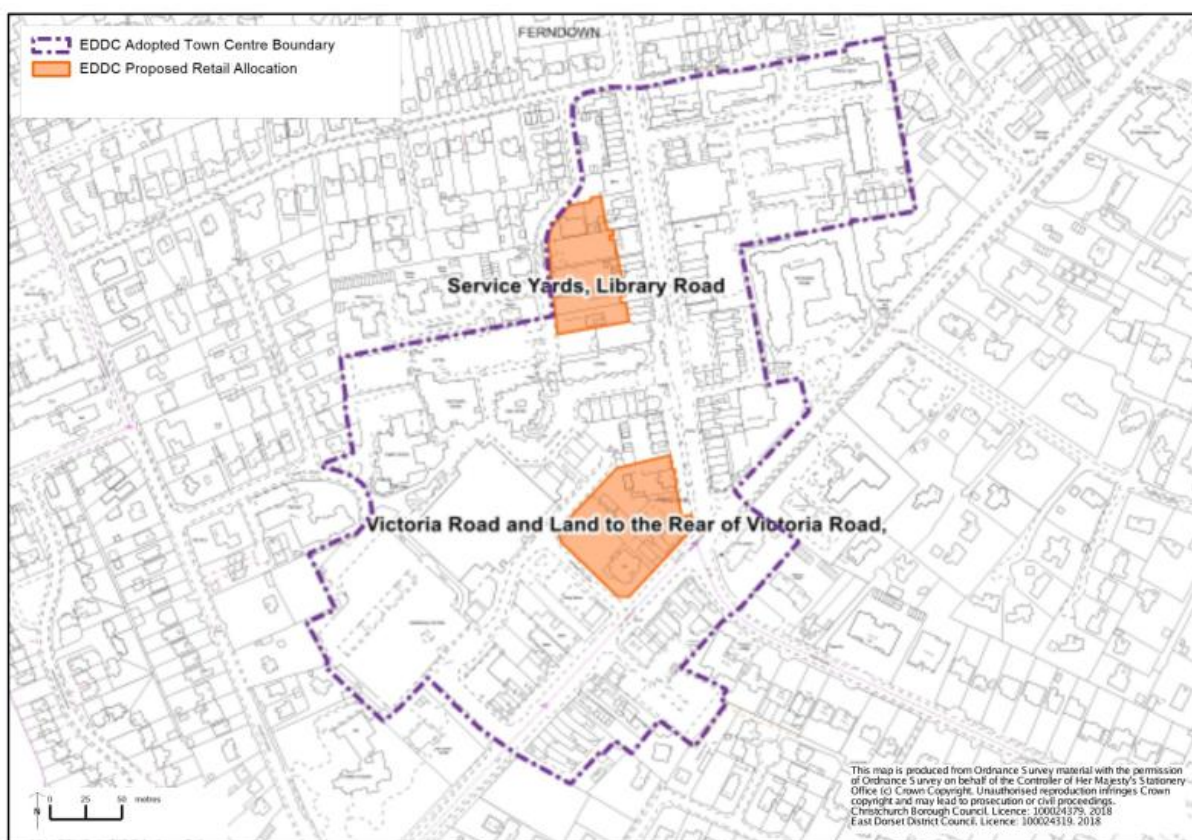 EDDC Adopted Town Centre Boundary
EDDC Proposed Retail Allocation
FERNDOWN
Service Yards, Library Road
Victoria Road and Land to the Rear of Victoria Road,
0 25 50 metres
N
This map is produced from Ordnance Survey material with the permission
of Ordnance Survey on behalf of the Controller of Her Majesty's Stationery
Office (c) Crown Copyright. Unauthorised reproduction infringes Crown
copyright and may lead to prosecution or civil proceedings.
Christchurch Borough Council. Licence: 100024379. 2018
East Dorset District Council. Licence: 100024319. 2018